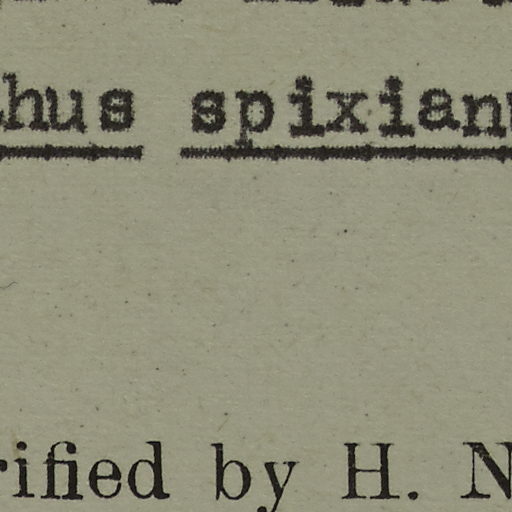 hus spixian
rified by H. N